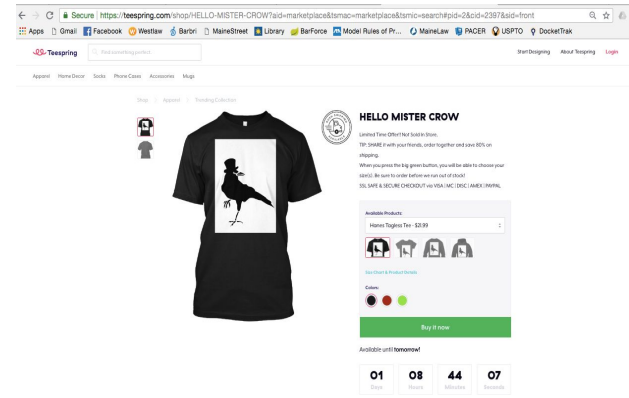 Secure https://teespring.com/shop/HELLO-MISTER-CROW?aid=marketplace&tsmac=marketplace&tsmic=search#pid=2&cid=2397&sid=front
Apps Gmail Facebook Westlaw Barbri MaineStreet Library BarForce Model Rules of Pr... MaineLaw PACER USPTO DocketTrak
Teespring Find something perfect Start Designing About Teespring Login
Apparel Home Decor Socks Phone Cases Accessories Mugs
Shop / Apparel / Trending Collection
HELLO MISTER CROW
Limited Time Offer! Not Sold In Store.
TIP: SHARE it with your friends, order together and save 80% on
shipping.
When you press the big green button, you will be able to choose your
size(s). Be sure to order before we run out of stock!
SSL SAFE & SECURE CHECKOUT via VISA | MC | DISC | AMEX | PAYPAL
Available Products:
Hanes Tagless Tee - $21.99
Size Chart & Product Details
Colors:
Buy it now
Available until tomorrow!
01 08 44 07
Days Hours Minutes Seconds